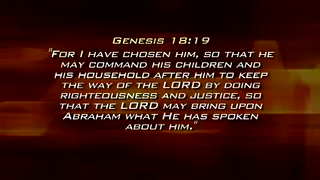 Genesis 18:19
"For I have chosen him, so that he
may command his children and
his household after him to keep
the way of the LORD by doing
righteousness and justice, so
that the LORD may bring upon
Abraham what He has spoken
about him."